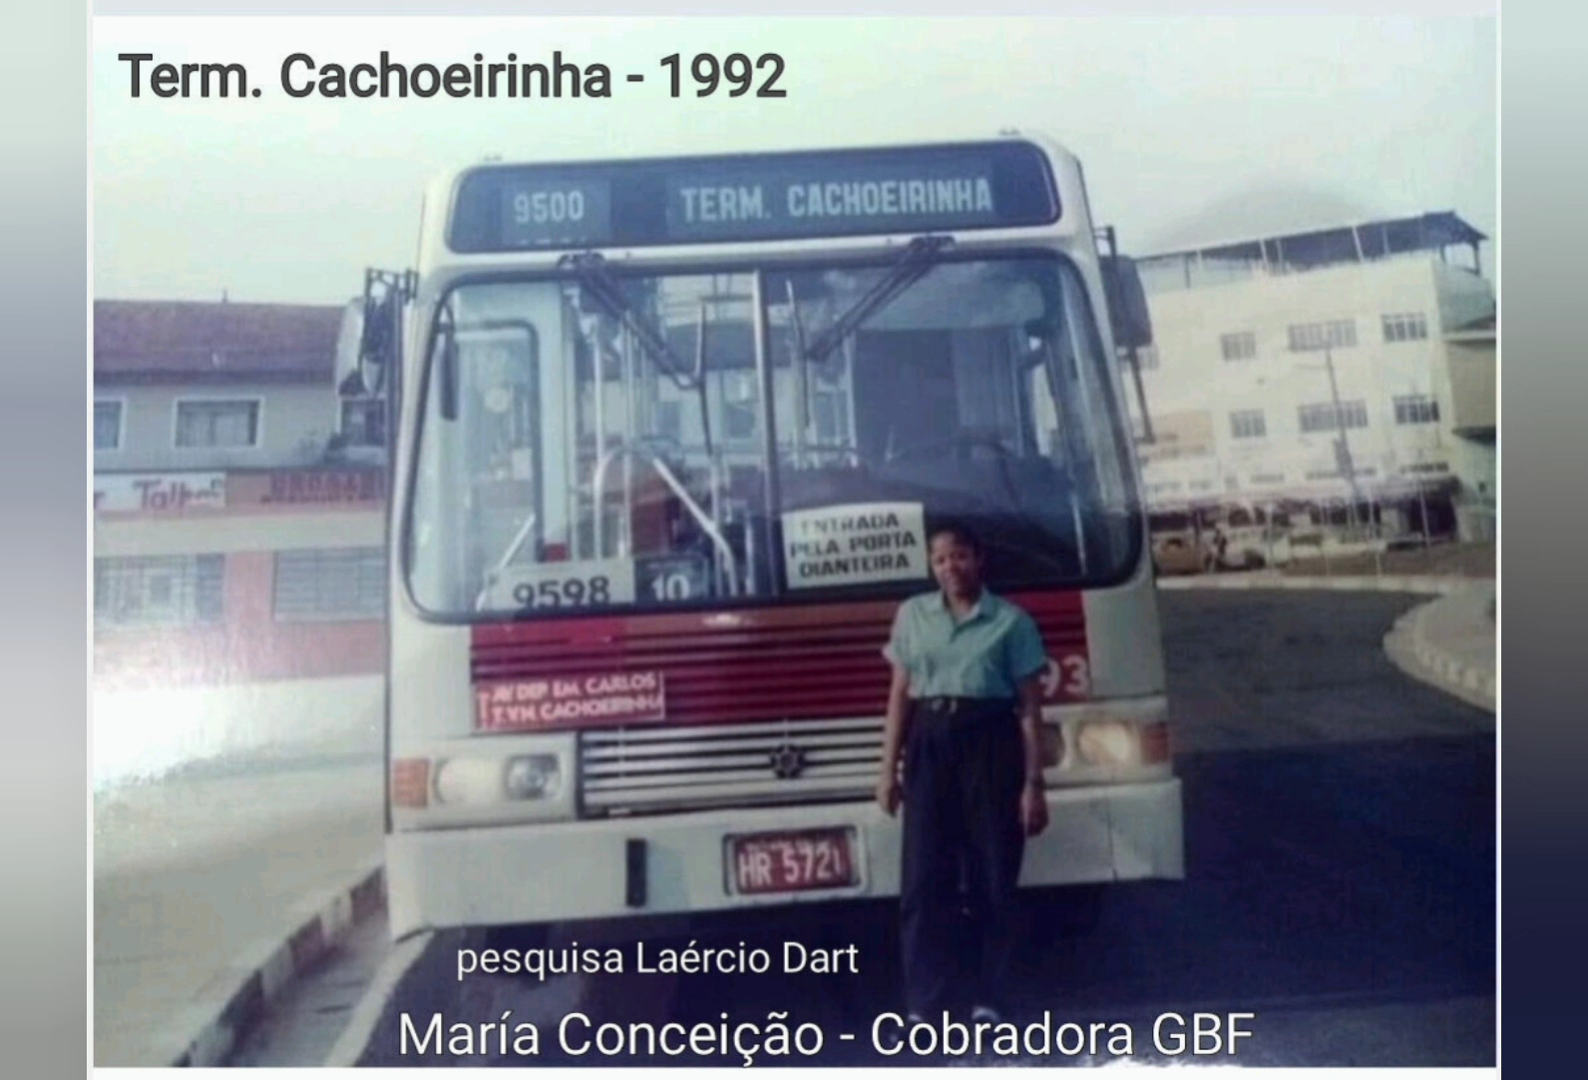 Term. Cachoeirinha - 1992
9500 TERM. CACHOEIRINHA
ENTRADA
PELA PORTA
DIANTEIRA
9598 10
AV DEP EM. CARLOS
T.V.N. CACHOEIRINHA
93
HR 5721
pesquisa Laércio Dart
María Conceição - Cobradora GBF